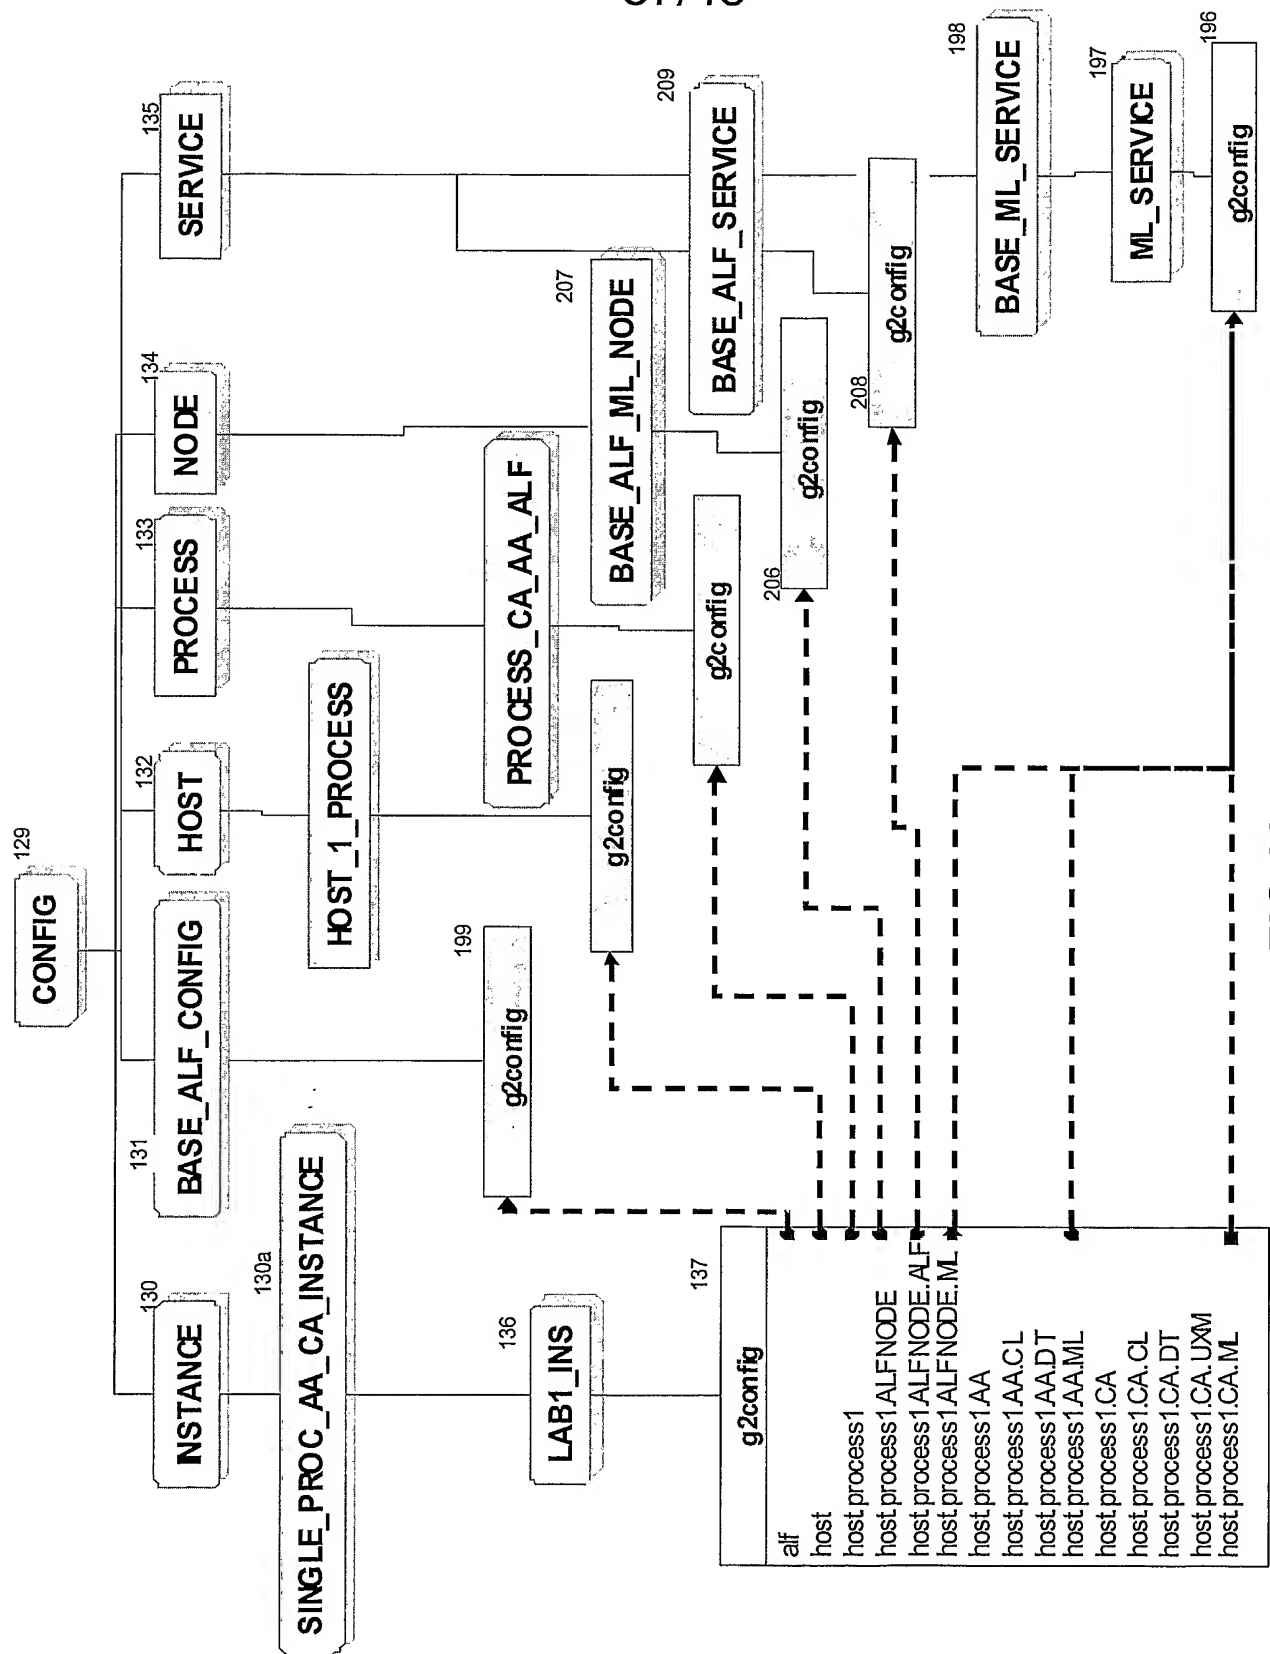 CONFIG
129
NSTANCE
130
BASE_ALF_CONFIG
131
HOST
132
PROCESS
133
NODE
134
SERVICE
135
SINGLE_PROC_AA_CA_INSTANCE
130a
HOST_1_PROCESS
LAB1_INS
136
g2config
199
PROCESS_CA_AA_ALF
g2config
BASE_ALF_ML_NODE
207
g2config
BASE_ALF_SERVICE
209
g2config
206
g2config
208
BASE_ML_SERVICE
198
ML_SERVICE
197
g2config
196
137
g2config
alf
host
host.process1
host.process1.ALFNODE
host.process1.ALFNODE.ALF
host.process1.ALFNODE.ML
host.process1.AA
host.process1.AA.CL
host.process1.AA.DT
host.process1.AA.ML
host.process1.CA
host.process1.CA.CL
host.process1.CA.DT
host.process1.CA.UXM
host.process1.CA.ML